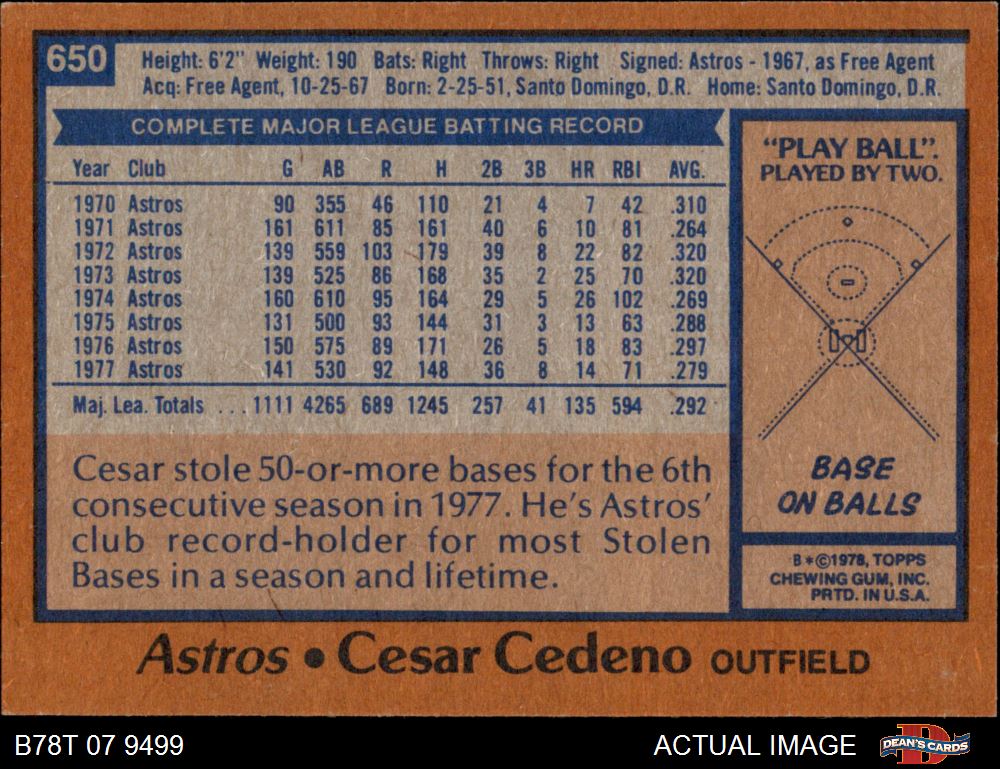 650
Height: 6'2" Weight: 190 Bats: Right Throws: Right Signed: Astros - 1967, as Free Agent
Acq: Free Agent, 10-25-67 Born: 2-25-51, Santo Domingo, D.R. Home: Santo Domingo, D.R.
COMPLETE MAJOR LEAGUE BATTING RECORD
Year Club G AB R H 2B 3B HR RBI AVG.
1970 Astros 90 355 46 110 21 4 7 42 .310
1971 Astros 161 611 85 161 40 6 10 81 .264
1972 Astros 139 559 103 179 39 8 22 82 .320
1973 Astros 139 525 86 168 35 2 25 70 .320
1974 Astros 160 610 95 164 29 5 26 102 .269
1975 Astros 131 500 93 144 31 3 13 63 .288
1976 Astros 150 575 89 171 26 5 18 83 .297
1977 Astros 141 530 92 148 36 8 14 71 .279
Maj. Lea. Totals ... 1111 4265 689 1245 257 41 135 594 .292
Cesar stole 50-or-more bases for the 6th
consecutive season in 1977. He's Astros'
club record-holder for most Stolen
Bases in a season and lifetime.
"PLAY BALL".
PLAYED BY TWO.
BASE
ON BALLS
B*©1978, TOPPS
CHEWING GUM, INC.
PRTD. IN U.S.A.
Astros • Cesar Cedeno OUTFIELD
B78T 07 9499
ACTUAL IMAGE
D
DEAN'S CARDS